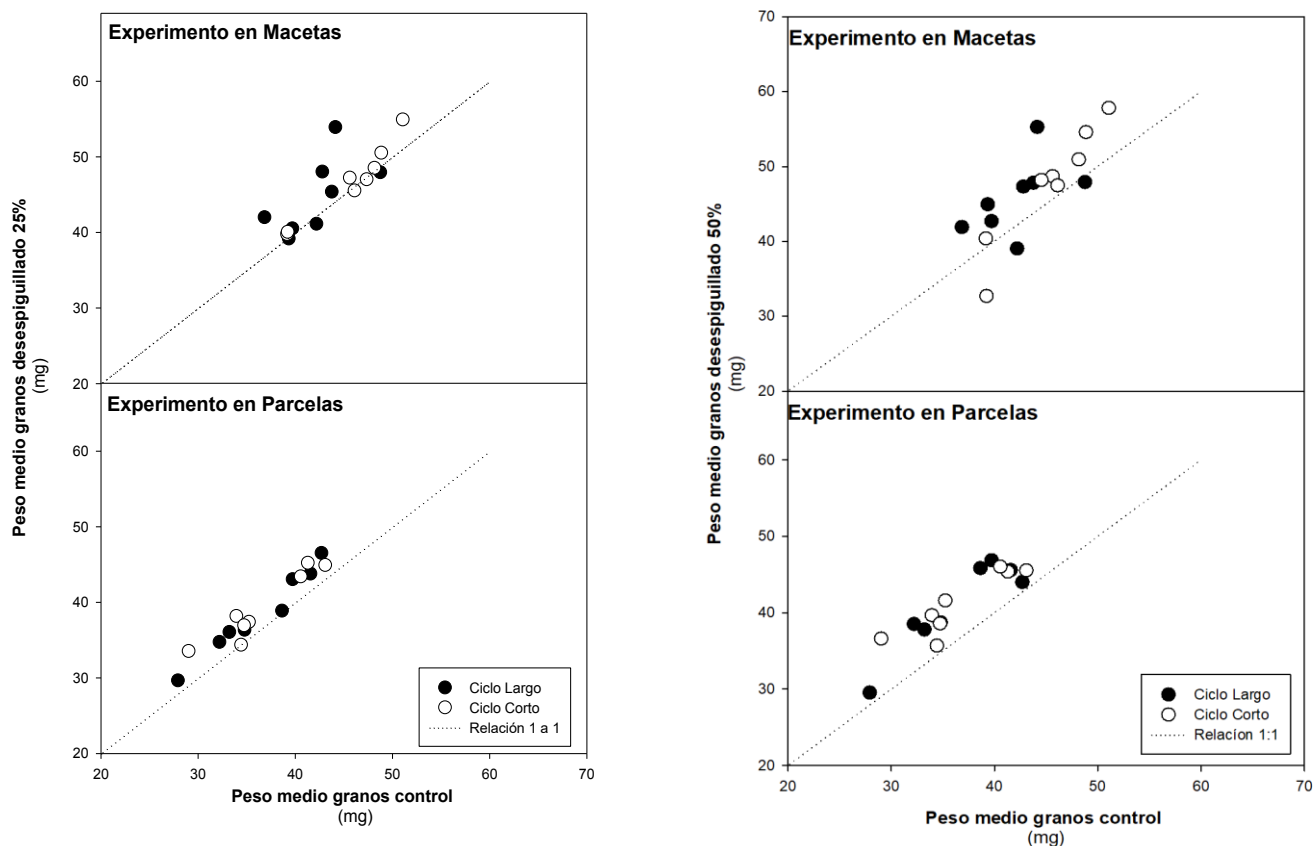 Experimento en Macetas
60
50
40
30
20
Experimento en Parcelas
60
50
40
30
20
Peso medio granos desespiguillado 25%
(mg)
Ciclo Largo
Ciclo Corto
Relación 1 a 1
20 30 40 50 60 70
Peso medio granos control
(mg)
70
Experimento en Macetas
60
50
40
30
20
Experimento en Parcelas
60
50
40
30
20
Peso medio granos desespiguillado 50%
(mg)
Ciclo Largo
Ciclo Corto
Relacíon 1:1
20 30 40 50 60 70
Peso medio granos control
(mg)